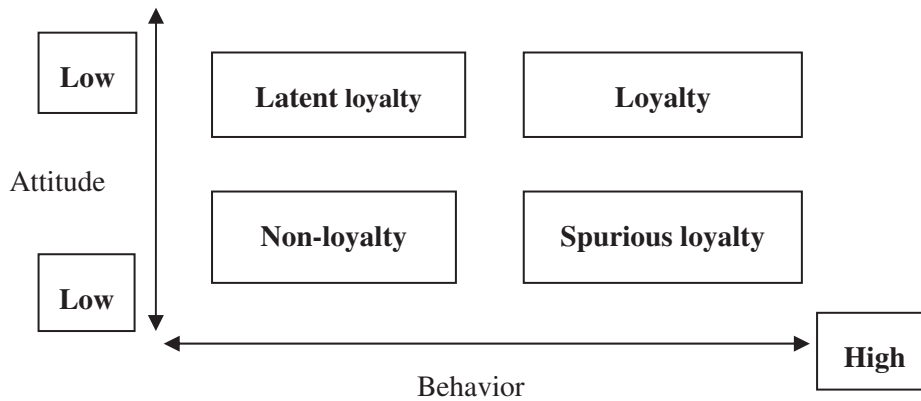 Low
Latent loyalty
Loyalty
Attitude
Non-loyalty
Spurious loyalty
Low
High
Behavior